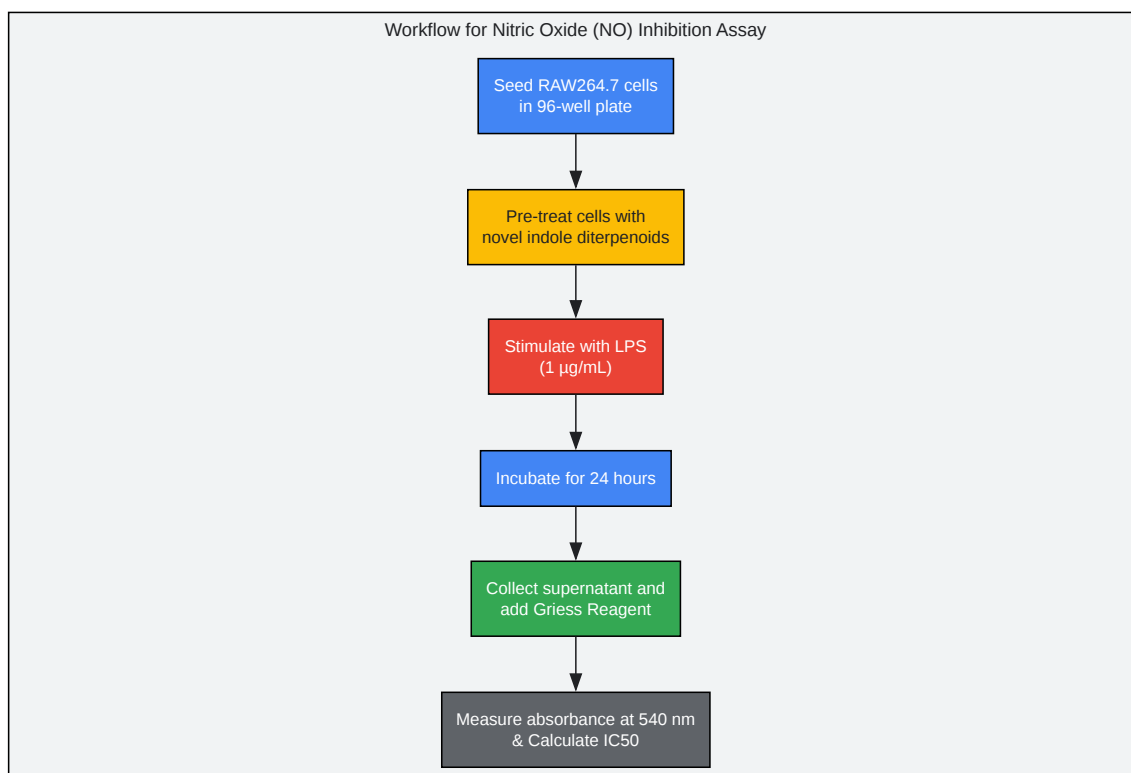 Workflow for Nitric Oxide (NO) Inhibition Assay
Seed RAW264.7 cells
in 96-well plate
Pre-treat cells with
novel indole diterpenoids
Stimulate with LPS
(1 µg/mL)
Incubate for 24 hours
Collect supernatant and
add Griess Reagent
Measure absorbance at 540 nm
& Calculate IC50